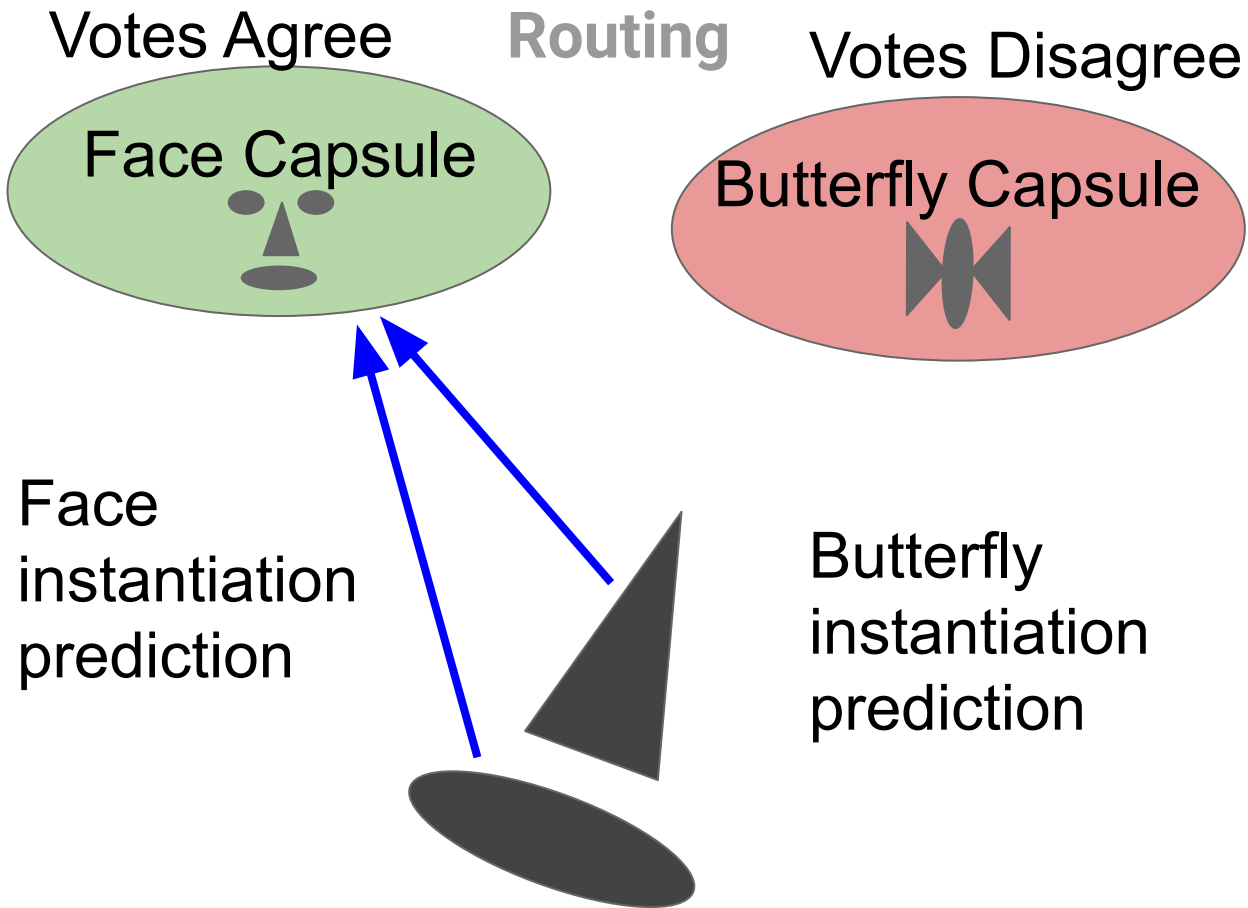 Votes Agree
Routing
Votes Disagree
Face Capsule
Butterfly Capsule
Face
instantiation
prediction
Butterfly
instantiation
prediction